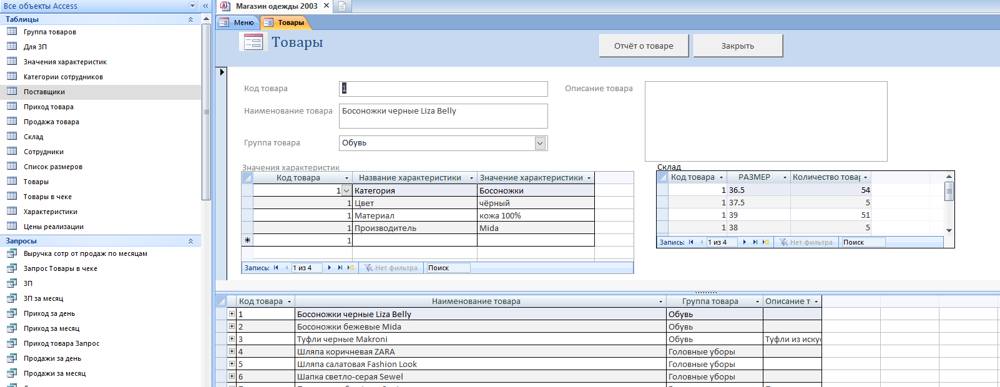 Все объекты Access
Таблицы
Группа товаров
Для ЗП
Значения характеристик
Категории сотрудников
Поставщики
Приход товара
Продажа товара
Склад
Сотрудники
Список размеров
Товары
Товары в чеке
Характеристики
Цены реализации
Запросы
Выручка сотр от продаж по месяцам
Запрос Товары в чеке
ЗП
ЗП за месяц
Приход за день
Приход за месяц
Приход товара Запрос
Продажи за день
Продажи за месяц
Магазин одежды 2003
Меню Товары
Товары
Отчёт о товаре Закрыть
Код товара 1
Наименование товара Босоножки черные Liza Belly
Группа товара Обувь
Описание товара
Значения характеристик
Код товара Название характеристики Значение характеристики
1 Категория Босоножки
1 Цвет чёрный
1 Материал кожа 100%
1 Производитель Mida
1
Запись: 1 из 4 Нет фильтра Поиск
Склад
Код товара РАЗМЕР Количество товар
1 36.5 54
1 37.5 5
1 39 51
1 38 5
Запись: 1 из 4 Нет фильтра Поиск
Код товара Наименование товара Группа товара Описание т
1 Босоножки черные Liza Belly Обувь
2 Босоножки бежевые Mida Обувь
3 Туфли черные Makroni Обувь Туфли из иску
4 Шляпа коричневая ZARA Головные уборы
5 Шляпа салатовая Fashion Look Головные уборы
6 Шапка светло-серая Sewel Головные уборы